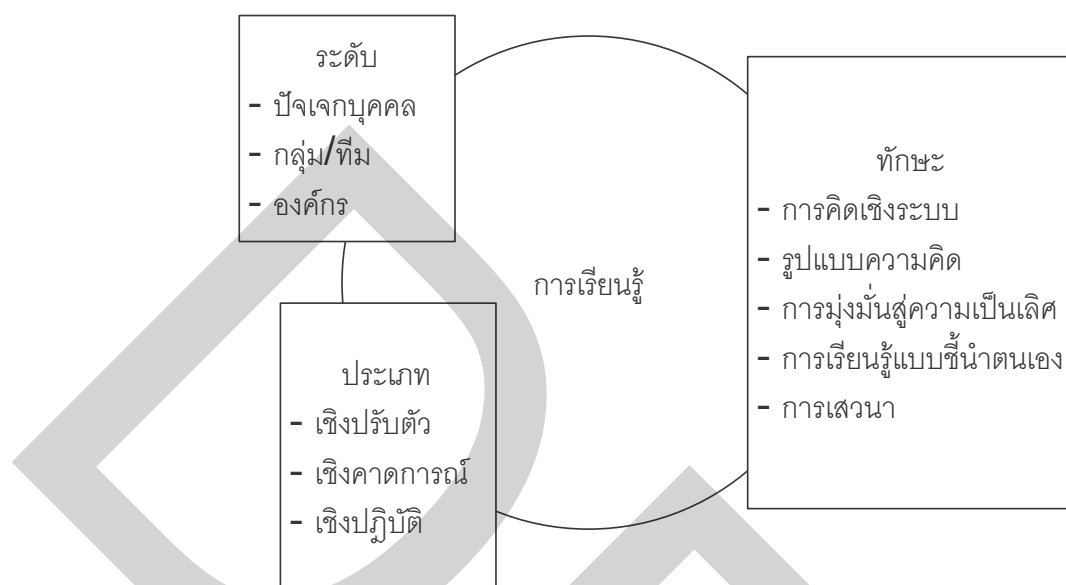 ระดับ
- ปัจเจกบุคคล
- กลุ่ม/ทีม
- องค์กร
ทักษะ
- การคิดเชิงระบบ
- รูปแบบความคิด
- การมุ่งมั่นสู่ความเป็นเลิศ
- การเรียนรู้แบบชี้นำตนเอง
- การเสวนา
การเรียนรู้
ประเภท
- เชิงปรับตัว
- เชิงคาดการณ์
- เชิงปฎิบัติ